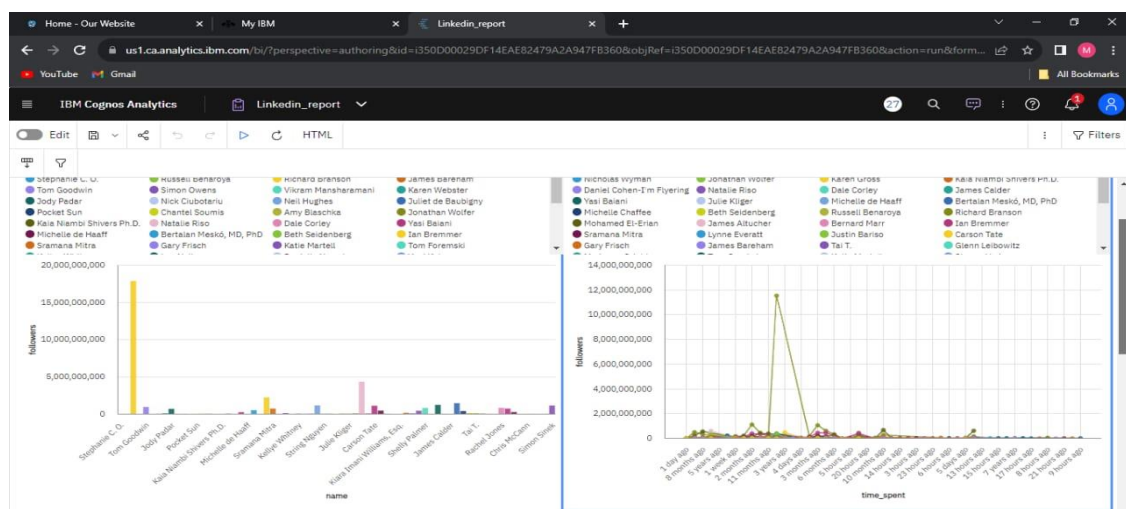 Home - Our Website
My IBM
Linkedin_report
us1.ca.analytics.ibm.com/bi/?perspective=authoring&id=i350D00029DF14EAE82479A2A947FB360&objRef=i350D00029DF14EAE82479A2A947FB360&action=run&form...
M
YouTube Gmail
All Bookmarks
IBM Cognos Analytics Linkedin_report
27
1
Edit HTML Filters
Stephanie C. O. Russell Benaroya Richard Branson James Bareham
Tom Goodwin Simon Owens Vikram Mansharamani Karen Webster
Jody Padar Nick Ciubotariu Neil Hughes Juliet de Baubigny
Pocket Sun Chantel Soumis Amy Blaschka Jonathan Wolfer
Kaia Niambi Shivers Ph.D. Natalie Riso Dale Corley Yasi Baiani
Michelle de Haaff Bertalan Meskó, MD, PhD Beth Seidenberg Ian Bremmer
Sramana Mitra Gary Frisch Katie Martell Tom Foremski
20,000,000,000
15,000,000,000
10,000,000,000
5,000,000,000
0
followers
Stephanie C. O.
Tom Goodwin
Jody Padar
Pocket Sun
Kaia Niambi Shivers Ph.D.
Michelle de Haaff
Sramana Mitra
Kellye Whitney
String Nguyen
Julie Kliger
Carson Tate
Kiara Imani Williams, Esq.
Shelly Palmer
James Calder
Tai T.
Rachel Jones
Chris McCann
Simon Sinek
name
Nicholas Wyman Jonathan Wolfer Karen Gross Kaia Niambi Shivers Ph.D.
Daniel Cohen-I'm Flyering Natalie Riso Dale Corley James Calder
Yasi Baiani Julie Kliger Michelle de Haaff Bertalan Meskó, MD, PhD
Michelle Chaffee Beth Seidenberg Russell Benaroya Richard Branson
Mohamed El-Erian James Altucher Bernard Marr Ian Bremmer
Sramana Mitra Lynne Everatt Justin Bariso Carson Tate
Gary Frisch James Bareham Tai T. Glenn Leibowitz
14,000,000,000
12,000,000,000
10,000,000,000
8,000,000,000
6,000,000,000
4,000,000,000
2,000,000,000
0
followers
1 day ago
8 months ago
5 years ago
1 week ago
2 months ago
11 months ago
3 years ago
4 days ago
3 months ago
6 months ago
5 hours ago
20 hours ago
10 months ago
14 hours ago
3 hours ago
23 hours ago
6 hours ago
5 days ago
13 hours ago
15 hours ago
7 years ago
17 hours ago
8 hours ago
21 hours ago
9 hours ago
time_spent